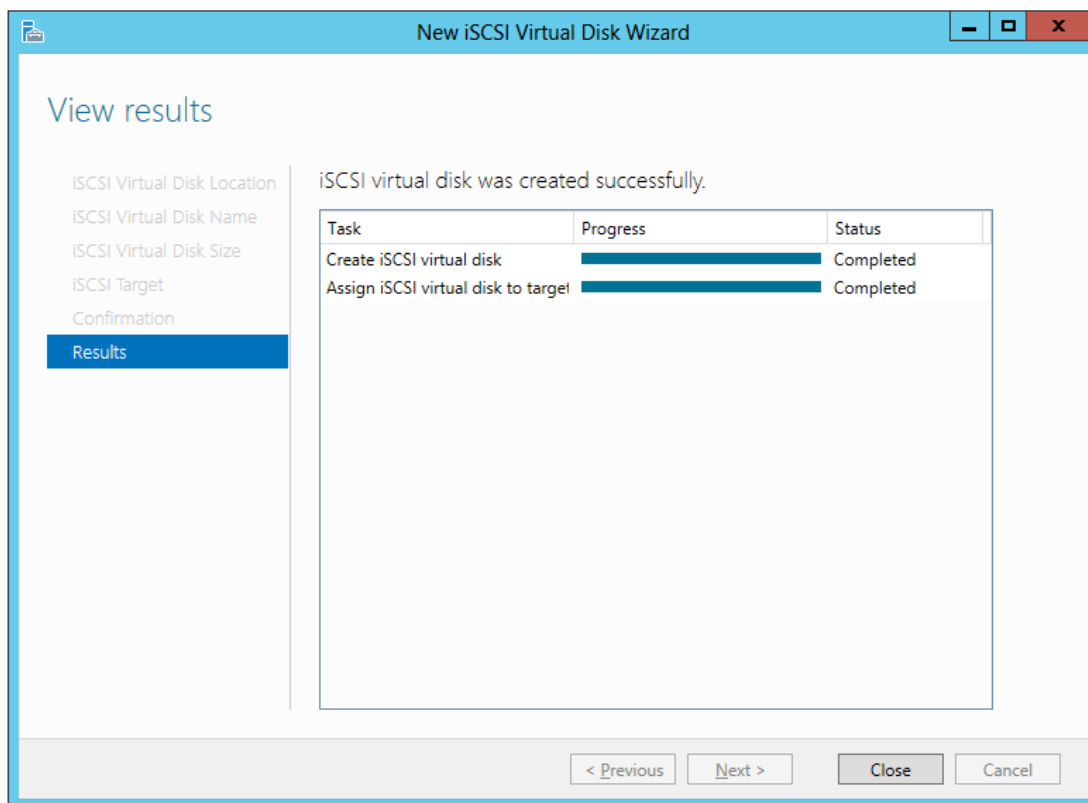 New iSCSI Virtual Disk Wizard
View results
iSCSI Virtual Disk Location
iSCSI Virtual Disk Name
iSCSI Virtual Disk Size
iSCSI Target
Confirmation
Results
iSCSI virtual disk was created successfully.
Task Progress Status
Create iSCSI virtual disk Completed
Assign iSCSI virtual disk to target Completed
< Previous Next > Close Cancel